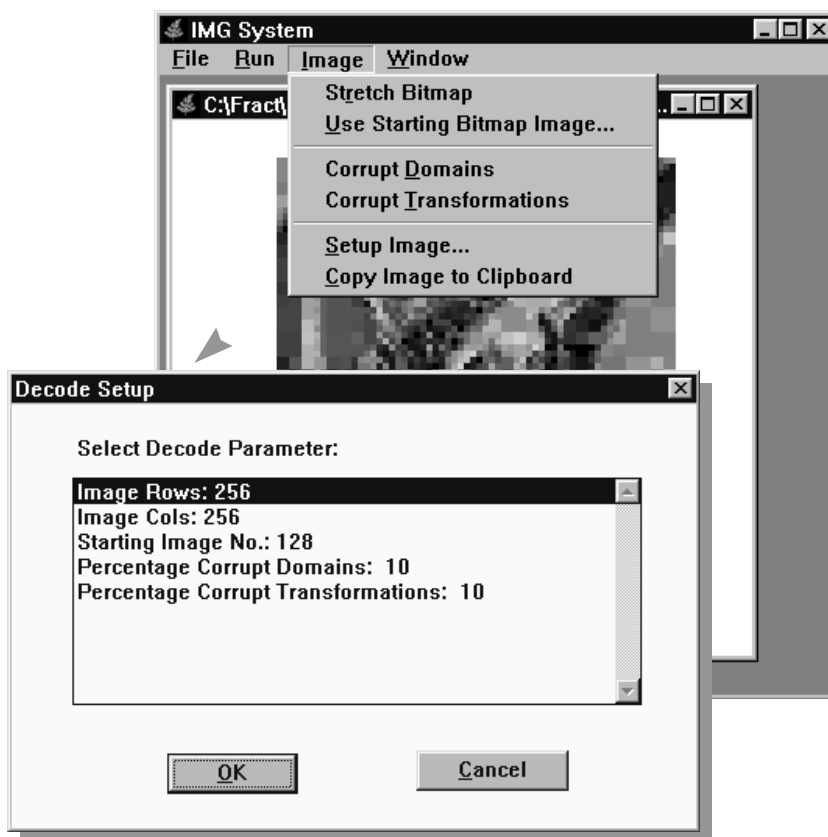 IMG System
File Run Image Window
C:\Fract\ ..
Stretch Bitmap
Use Starting Bitmap Image...
Corrupt Domains
Corrupt Transformations
Setup Image...
Copy Image to Clipboard
Decode Setup
Select Decode Parameter:
Image Rows: 256
Image Cols: 256
Starting Image No.: 128
Percentage Corrupt Domains: 10
Percentage Corrupt Transformations: 10
OK Cancel